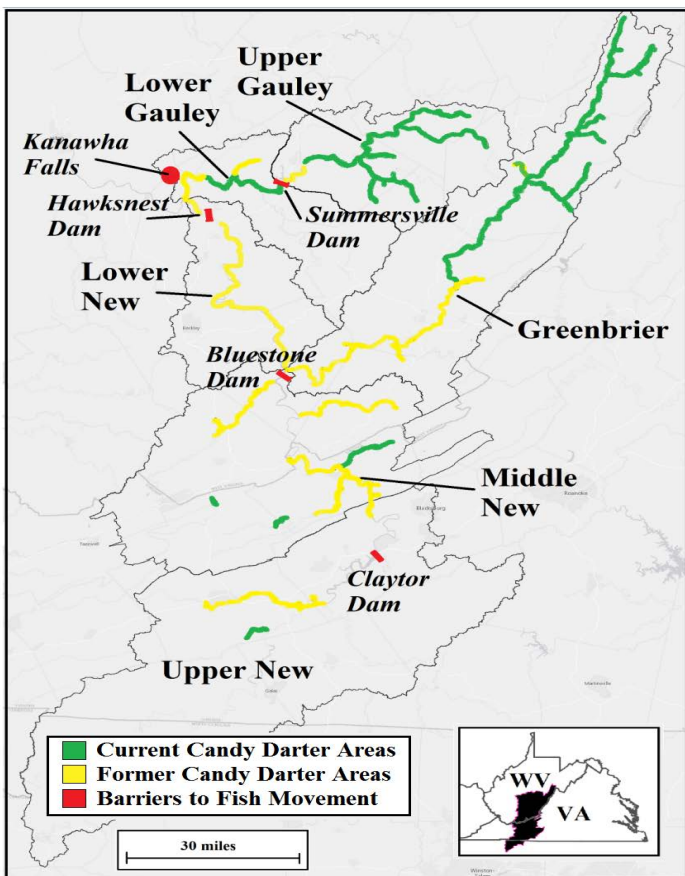 Upper
Gauley
Lower
Gauley
Kanawha
Falls
Hawksnest
Dam
Summersville
Dam
Lower
New
Greenbrier
Bluestone
Dam
Middle
New
Claytor
Dam
Upper New
Current Candy Darter Areas
Former Candy Darter Areas
Barriers to Fish Movement
30 miles
WV
VA